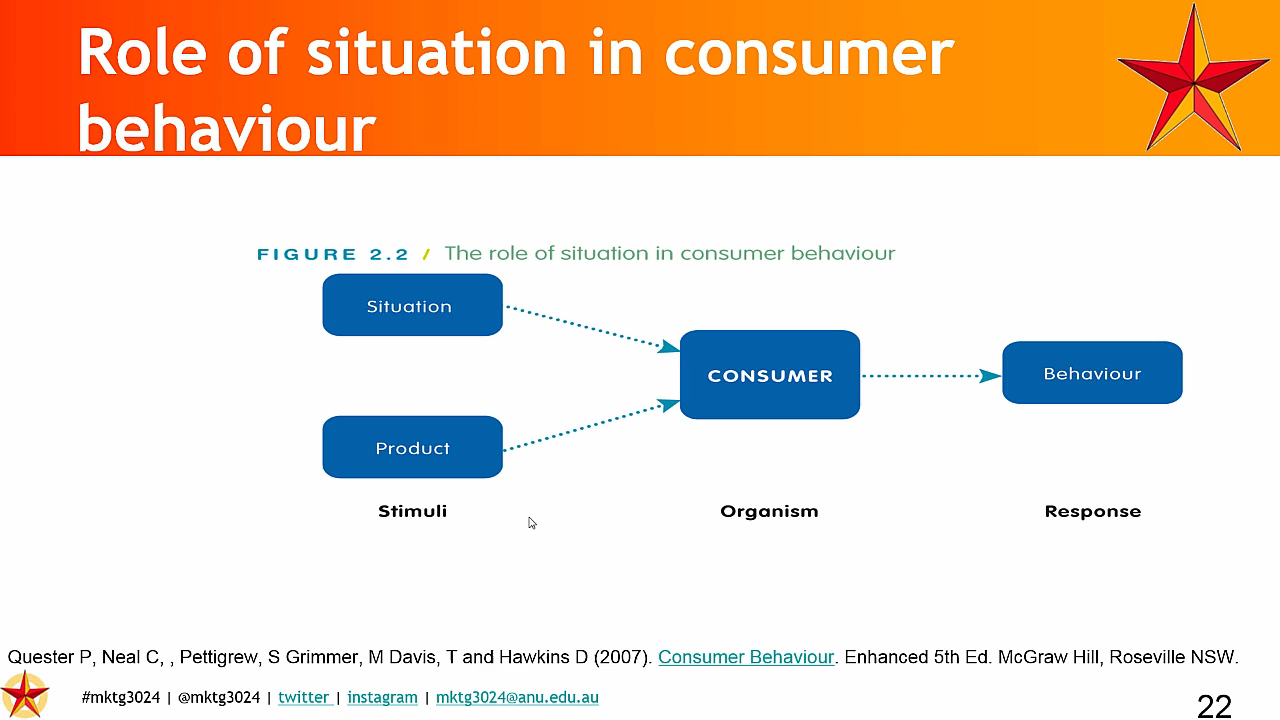 Role of situation in consumer
behaviour
FIGURE 2.2 / The role of situation in consumer behaviour
Situation
CONSUMER
Behaviour
Product
Stimuli
Organism
Response
Quester P, Neal C, , Pettigrew, S Grimmer, M Davis, T and Hawkins D (2007). Consumer Behaviour. Enhanced 5th Ed. McGraw Hill, Roseville NSW.
#mktg3024 | @mktg3024 | twitter | instagram | mktg3024@anu.edu.au
22